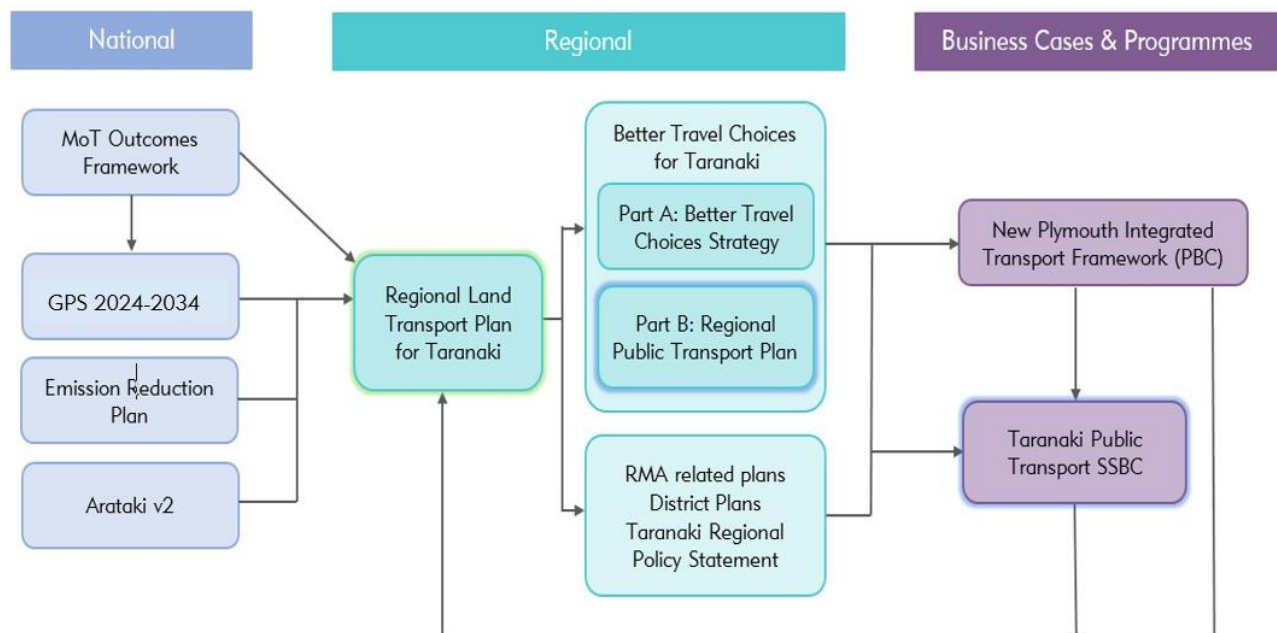 National
Regional
Business Cases & Programmes
MoT Outcomes
Framework
GPS 2024-2034
Emission Reduction
Plan
Arataki v2
Regional Land
Transport Plan
for Taranaki
Better Travel Choices
for Taranaki
Part A: Better Travel
Choices Strategy
Part B: Regional
Public Transport Plan
RMA related plans
District Plans
Taranaki Regional
Policy Statement
New Plymouth Integrated
Transport Framework (PBC)
Taranaki Public
Transport SSBC